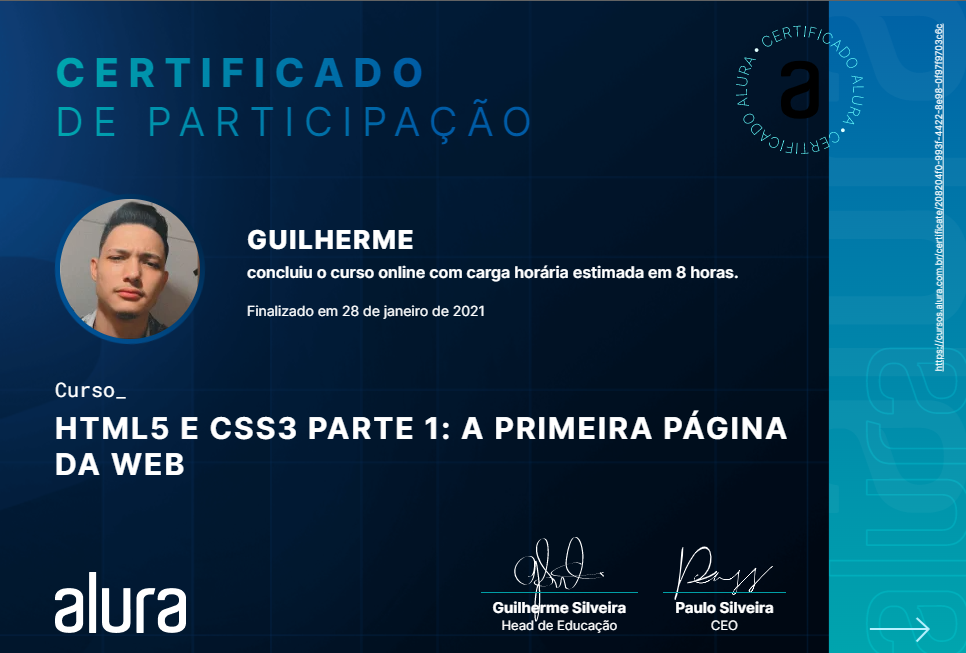 CERTIFICADO
DE PARTICIPAÇÃO
CERTIFICADO ALURA • CERTIFICADO ALURA •
a
GUILHERME
concluiu o curso online com carga horária estimada em 8 horas.
Finalizado em 28 de janeiro de 2021
Curso_
HTML5 E CSS3 PARTE 1: A PRIMEIRA PÁGINA
DA WEB
alura
Guilherme Silveira
Head de Educação
Paulo Silveira
CEO
https://cursos.alura.com.br/certificate/208204f0-993f-4422-8e98-0f97f9703c6c
alura